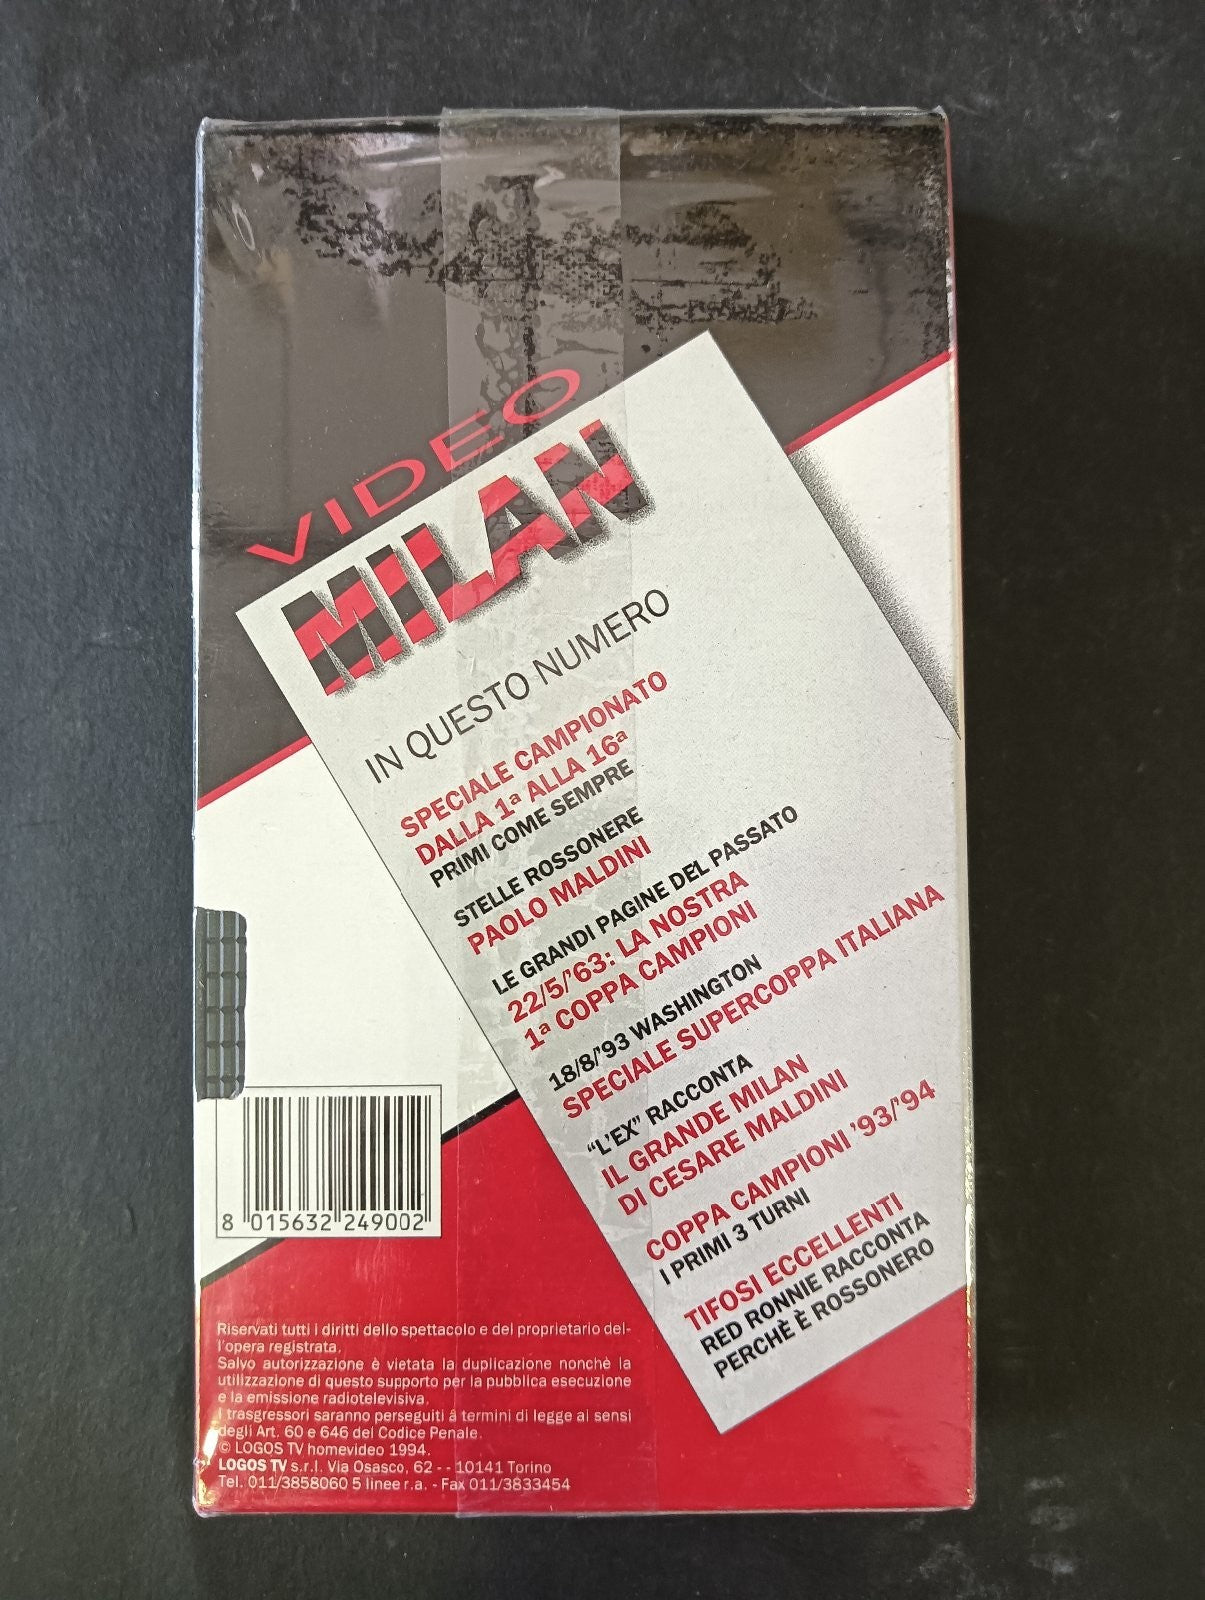 VIDEO
MILAN
IN QUESTO NUMERO
SPECIALE CAMPIONATO
DALLA 1ª ALLA 16ª
PRIMI COME SEMPRE
STELLE ROSSONERE
PAOLO MALDINI
LE GRANDI PAGINE DEL PASSATO
22/5/'63: LA NOSTRA
1ª COPPA CAMPIONI
18/8/'93 WASHINGTON
SPECIALE SUPERCOPPA ITALIANA
“L'EX” RACCONTA
IL GRANDE MILAN
DI CESARE MALDINI
COPPA CAMPIONI '93/'94
I PRIMI 3 TURNI
TIFOSI ECCELLENTI
RED RONNIE RACCONTA
PERCHÈ È ROSSONERO
8 015632 249002
Riservati tutti i diritti dello spettacolo e del proprietario del-
l'opera registrata.
Salvo autorizzazione è vietata la duplicazione nonchè la
utilizzazione di questo supporto per la pubblica esecuzione
e la emissione radiotelevisiva.
I trasgressori saranno perseguiti a termini di legge ai sensi
degli Art. 60 e 646 del Codice Penale.
© LOGOS TV homevideo 1994.
LOGOS TV s.r.l. Via Osasco, 62 - - 10141 Torino
Tel. 011/3858060 5 linee r.a. - Fax 011/3833454